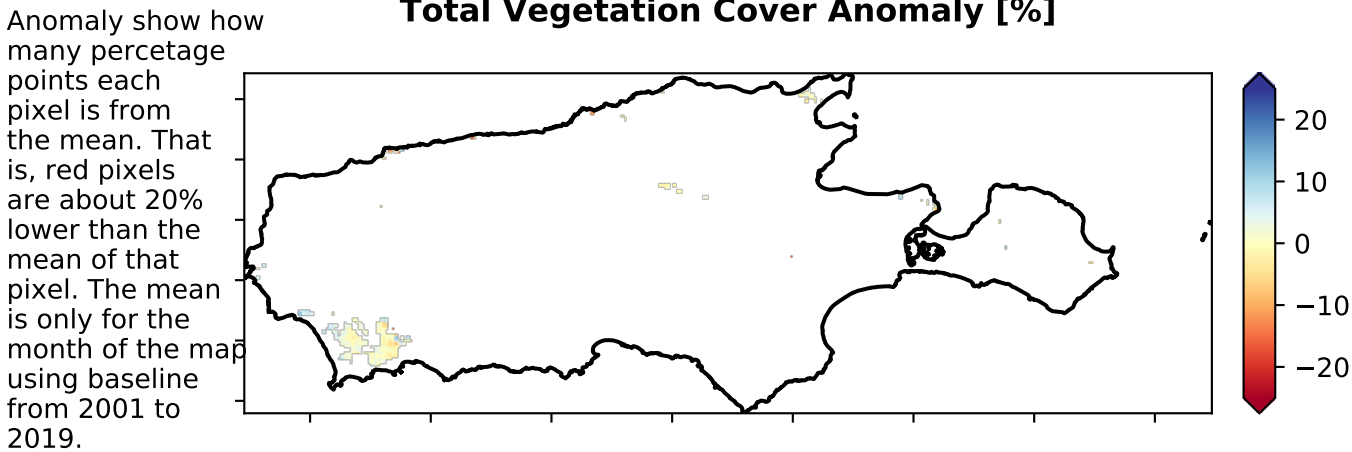 Total Vegetation Cover Anomaly [%]
Anomaly show how
many percetage
points each
pixel is from
the mean. That
is, red pixels
are about 20%
lower than the
mean of that
pixel. The mean
is only for the
month of the map
using baseline
from 2001 to
2019.
20
10
0
−10
−20